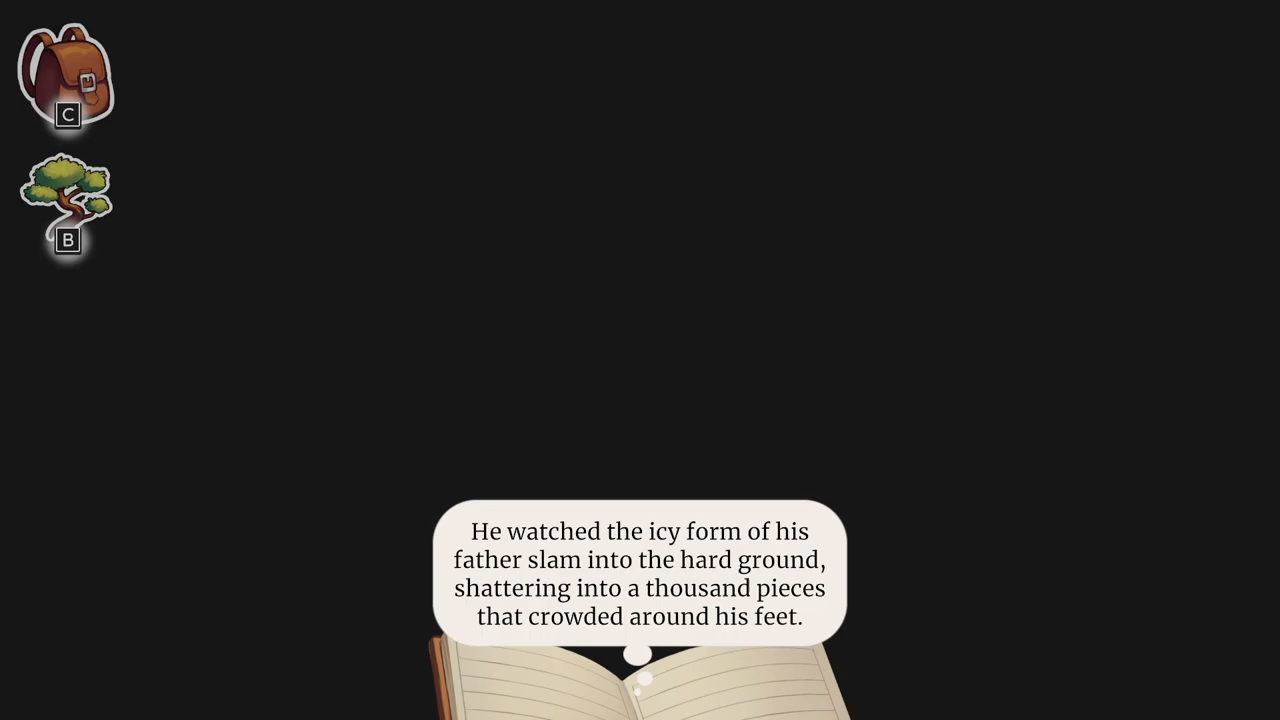 C
B
He watched the icy form of his
father slam into the hard ground,
shattering into a thousand pieces
that crowded around his feet.